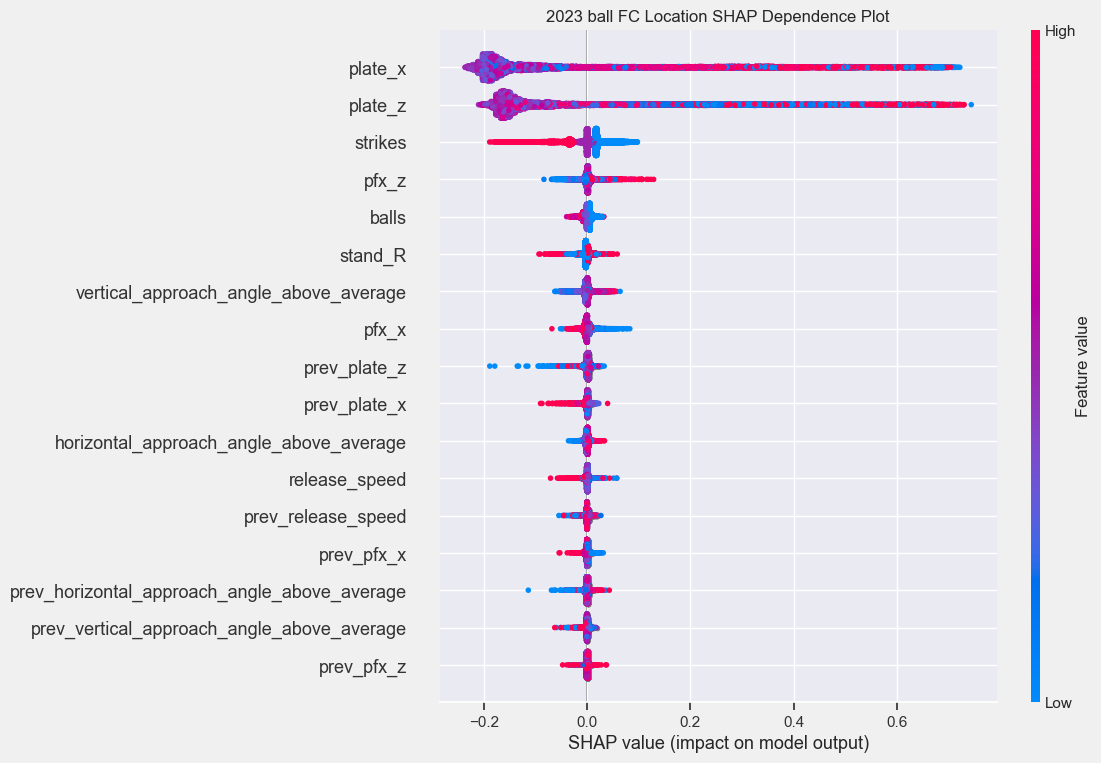 2023 ball FC Location SHAP Dependence Plot
High
plate_x
plate_z
strikes
pfx_z
balls
stand_R
vertical_approach_angle_above_average
pfx_x
prev_plate_z
prev_plate_x
horizontal_approach_angle_above_average
release_speed
prev_release_speed
prev_pfx_x
prev_horizontal_approach_angle_above_average
prev_vertical_approach_angle_above_average
prev_pfx_z
Feature value
Low
−0.2 0.0 0.2 0.4 0.6
SHAP value (impact on model output)